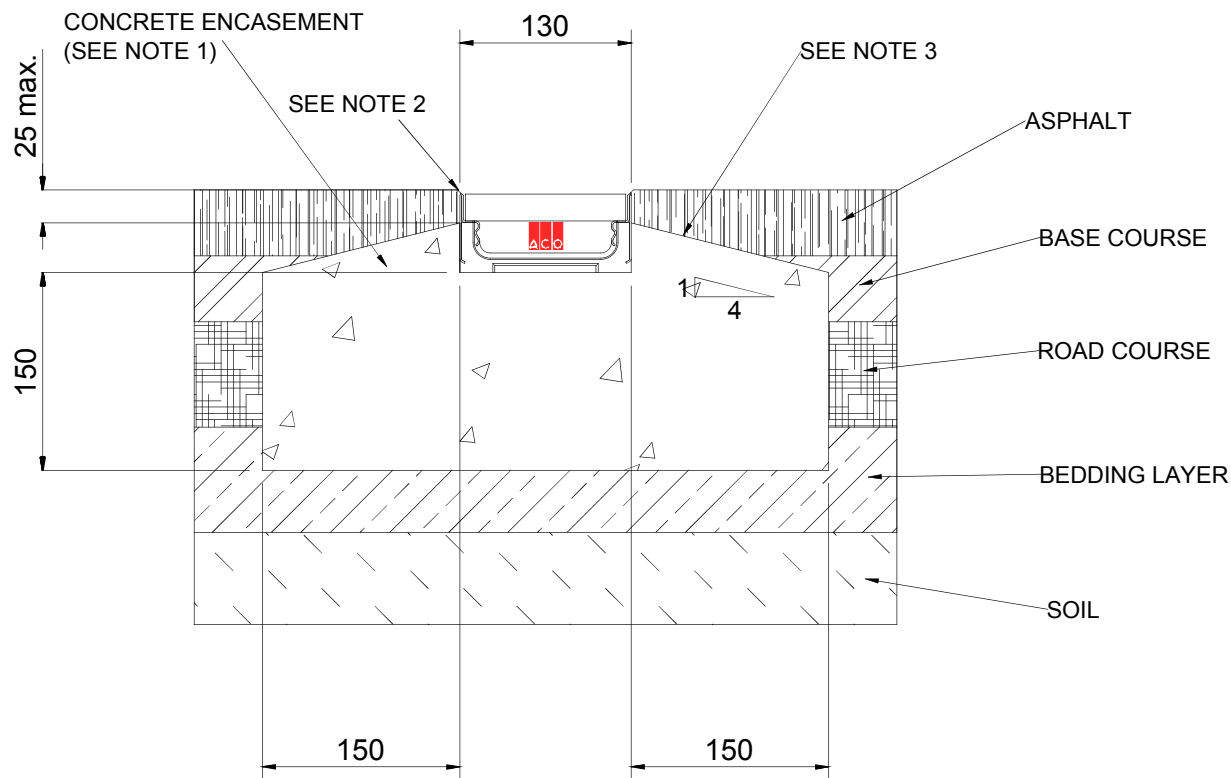 CONCRETE ENCASEMENT
(SEE NOTE 1)
130
SEE NOTE 3
25 max.
SEE NOTE 2
ASPHALT
ACO
BASE COURSE
1
4
150
ROAD COURSE
BEDDING LAYER
SOIL
150
150